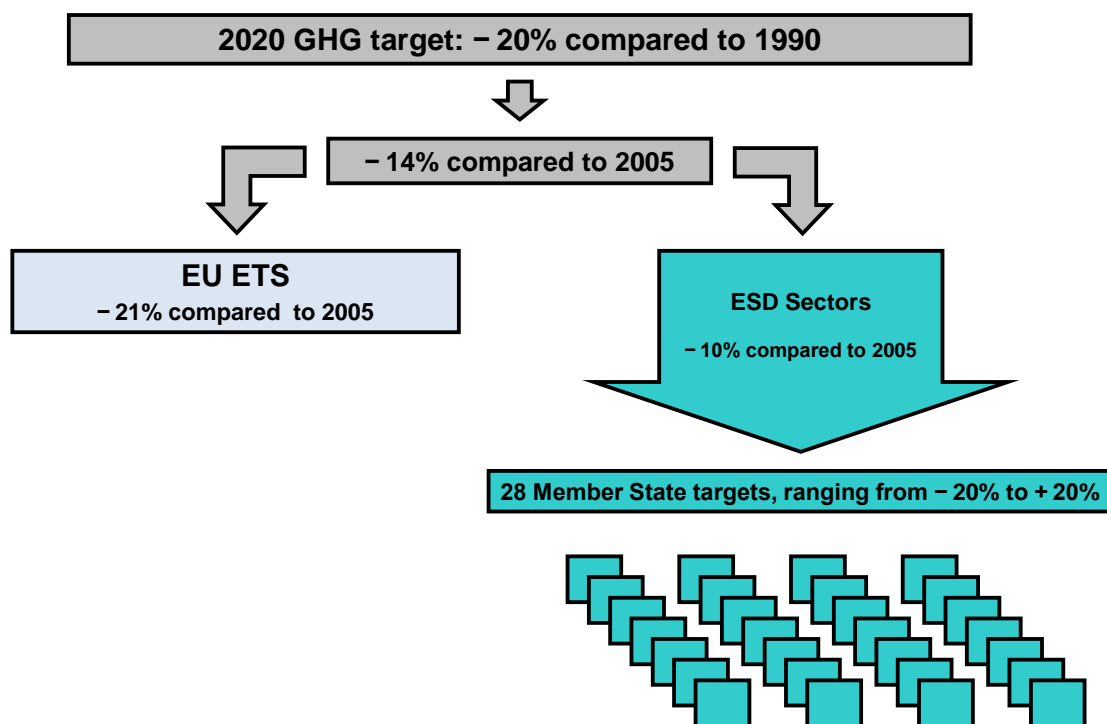 2020 GHG target: − 20% compared to 1990
− 14% compared to 2005
EU ETS
− 21% compared to 2005
ESD Sectors
− 10% compared to 2005
28 Member State targets, ranging from − 20% to + 20%